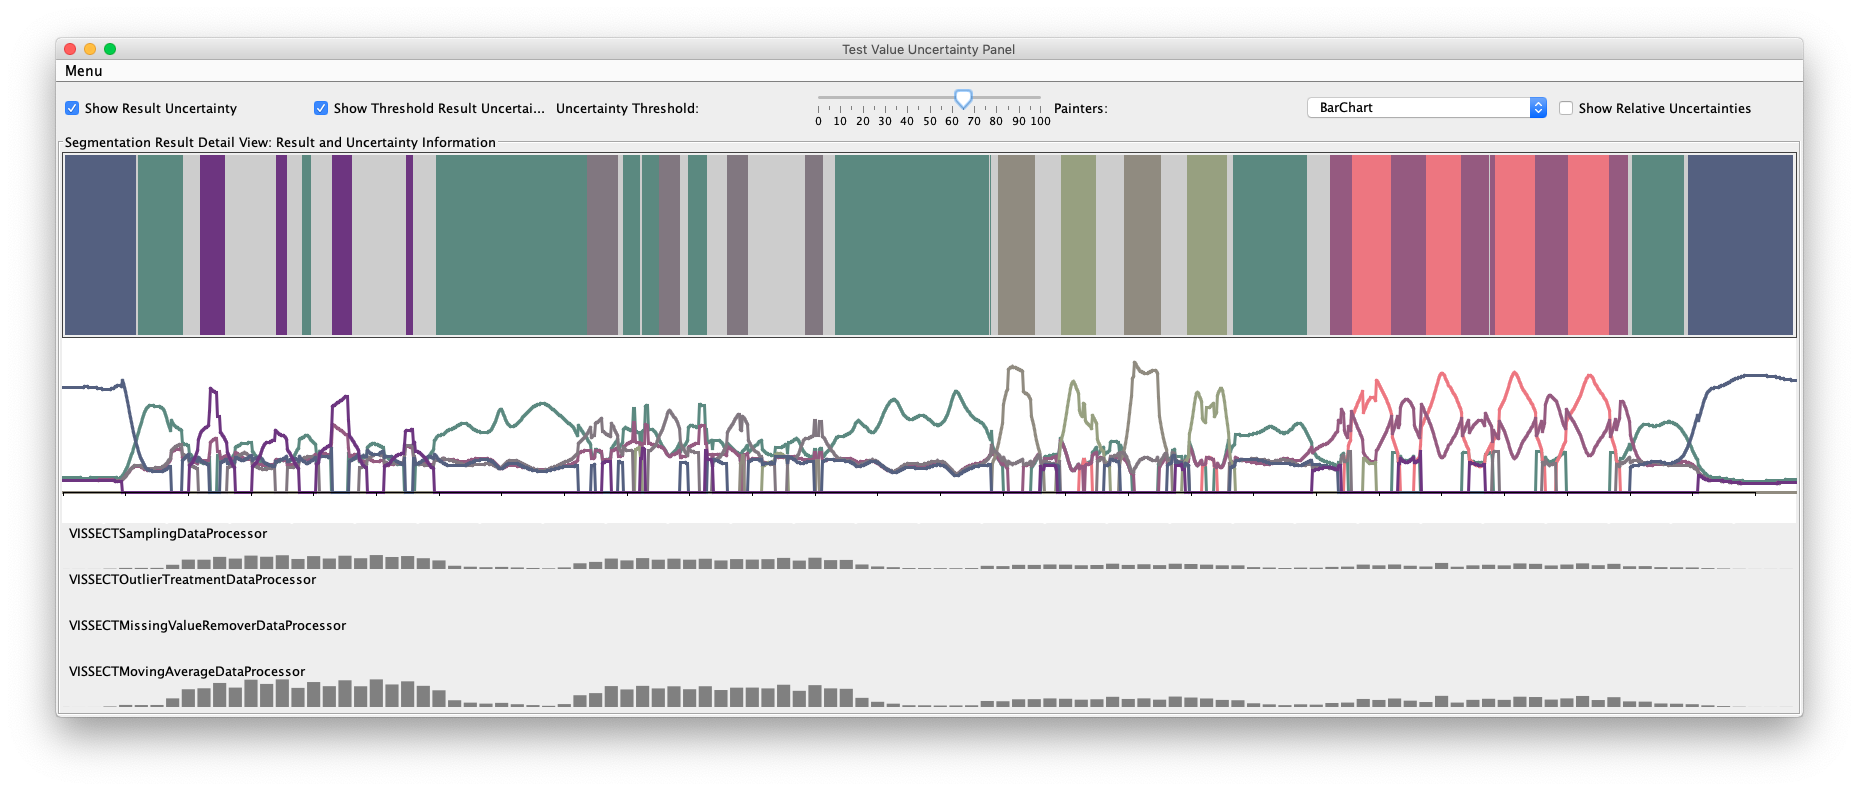 Test Value Uncertainty Panel
Menu
Show Result Uncertainty
Show Threshold Result Uncertai...
Uncertainty Threshold:
0 10 20 30 40 50 60 70 80 90 100
Painters:
BarChart
Show Relative Uncertainties
Segmentation Result Detail View: Result and Uncertainty Information
VISSECTSamplingDataProcessor
VISSECTOutlierTreatmentDataProcessor
VISSECTMissingValueRemoverDataProcessor
VISSECTMovingAverageDataProcessor